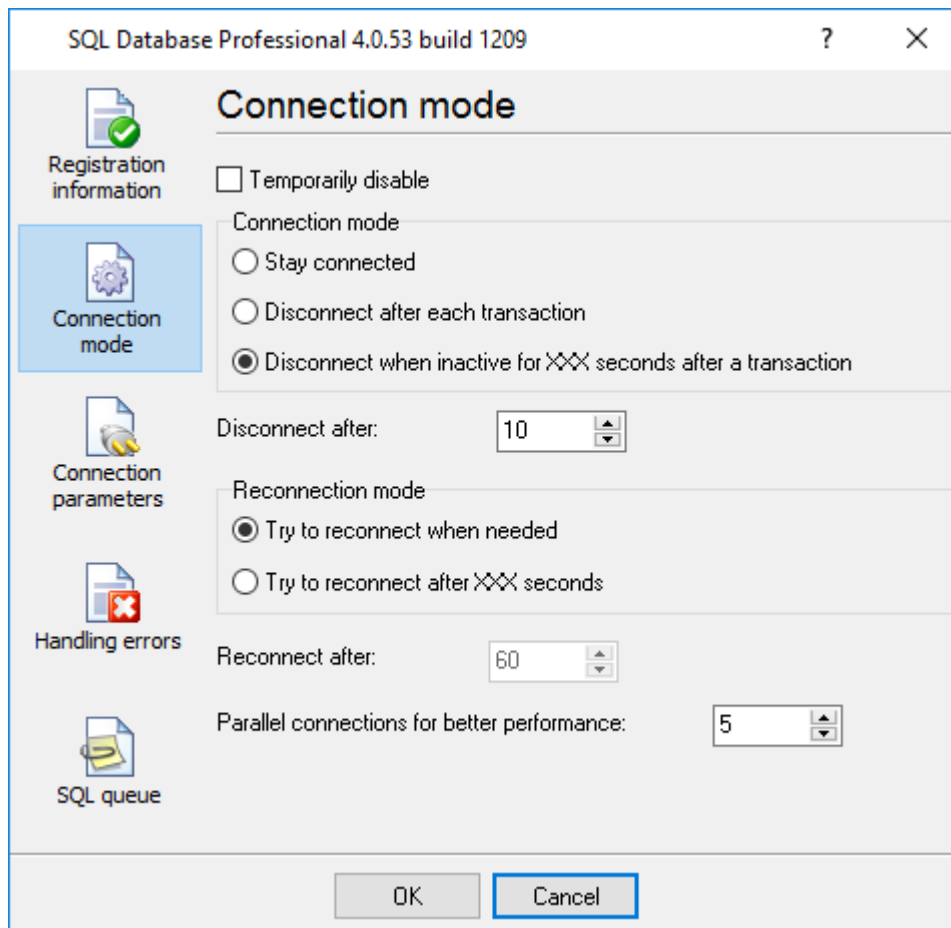 SQL Database Professional 4.0.53 build 1209 ?
Connection mode
Registration
information
Connection
mode
Connection
parameters
Handling errors
SQL queue
Temporarily disable
Connection mode
Stay connected
Disconnect after each transaction
Disconnect when inactive for XXX seconds after a transaction
Disconnect after: 10
Reconnection mode
Try to reconnect when needed
Try to reconnect after XXX seconds
Reconnect after: 60
Parallel connections for better performance: 5
OK Cancel